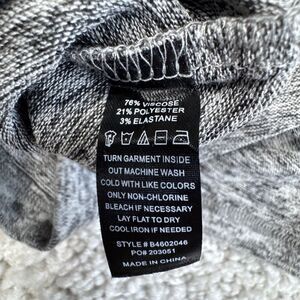 76% VISCOSE
21% POLYESTER
3% ELASTANE
TURN GARMENT INSIDE
OUT MACHINE WASH
COLD WITH LIKE COLORS
ONLY NON-CHLORINE
BLEACH IF NECESSARY
LAY FLAT TO DRY
COOL IRON IF NEEDED
STYLE # B4602046
PO# 203051
MADE IN CHINA